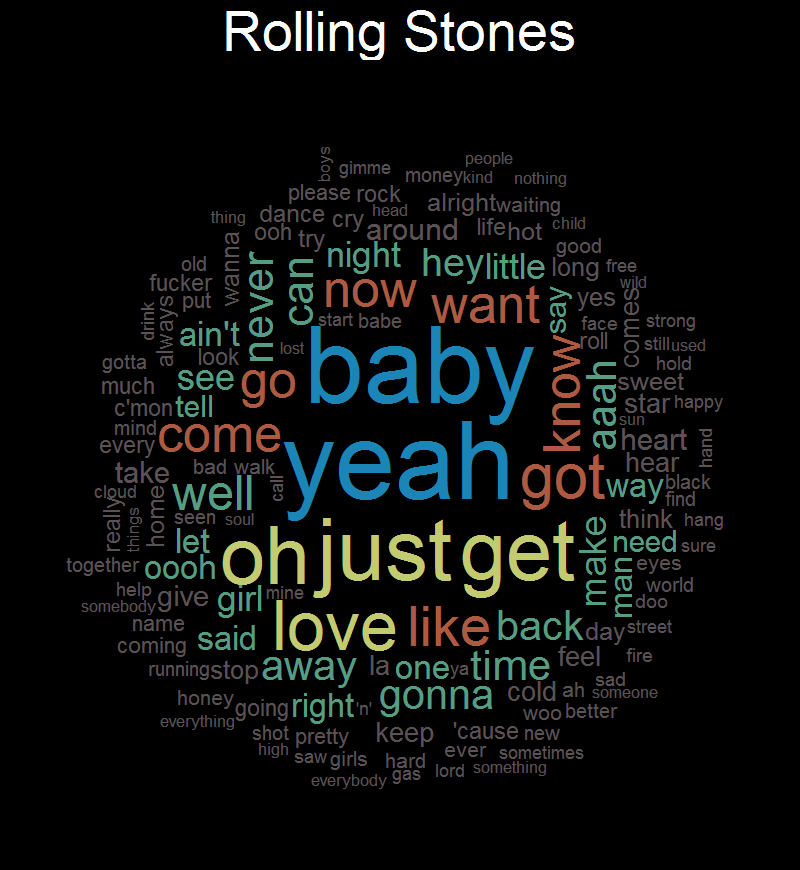 Rolling Stones
boys
gimme
people
money
kind
nothing
please
rock
thing
dance
cry
head
alright
waiting
ooh
try
around
life
hot
child
old
wanna
never
can
night
hey
little
long
good
free
wild
fucker
put
now
want
say
yes
drink
always
ain't
start
babe
face
roll
comes
strong
gotta
look
lost
baby
know
still
used
hold
much
see
go
aaah
sweet
c'mon
tell
star
happy
mind
come
yeah
sun
every
heart
hand
take
bad
walk
got
hear
cloud
well
call
way
black
find
really
things
home
seen
soul
think
hang
let
oh
just
get
make
need
sure
together
oooh
man
eyes
help
give
girl
mine
world
somebody
doo
name
love
like
back
day
street
coming
said
feel
fire
running
stop
away
la
one
ya
time
sad
honey
going
right
'n'
gonna
cold
ah
someone
everything
woo
better
shot
pretty
keep
'cause
new
high
saw
girls
hard
ever
sometimes
everybody
gas
lord
something